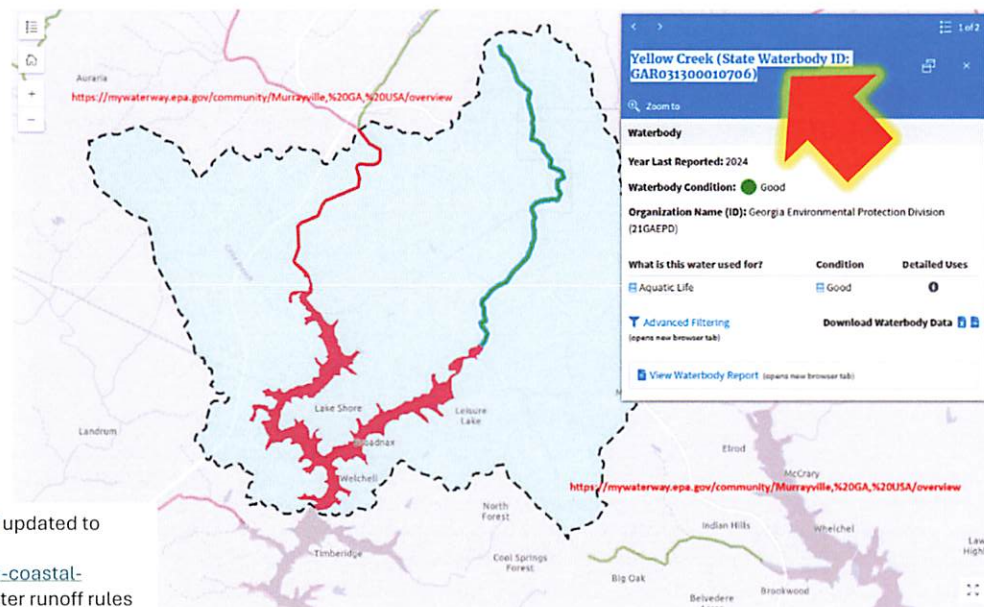 1 of 2
Yellow Creek (State Waterbody ID:
GAR031300010706)
Zoom to
Waterbody
Year Last Reported: 2024
Waterbody Condition: Good
Organization Name (ID): Georgia Environmental Protection Division
(21GAEPD)
What is this water used for? Condition Detailed Uses
Aquatic Life Good
Advanced Filtering Download Waterbody Data
(opens new browser tab)
View Waterbody Report (opens new browser tab)
Auraria
https://mywaterway.epa.gov/community/Murrayville,%20GA,%20USA/overview
Lake Shore
Leisure
Lake
Landrum
Welchell
Elrod
McCrary
https://mywaterway.epa.gov/community/Murrayville,%20GA,%20USA/overview
North
Forest
Indian Hills
Whelchel
Timberidge
Cool Springs
Forest
Big Oak
Belvedere
Brookwood
updated to
-coastal-
ter runoff rules